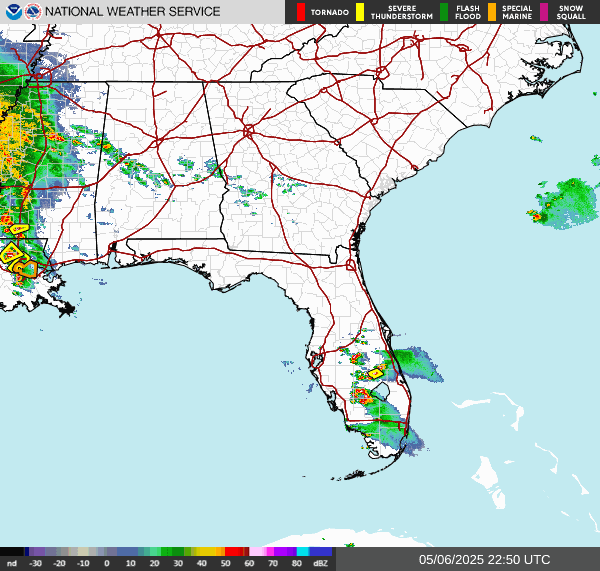 NATIONAL WEATHER SERVICE
TORNADO
SEVERE
THUNDERSTORM
FLASH
FLOOD
SPECIAL
MARINE
SNOW
SQUALL
nd -30 -20 -10 0 10 20 30 40 50 60 70 80 dBZ
05/06/2025 22:50 UTC